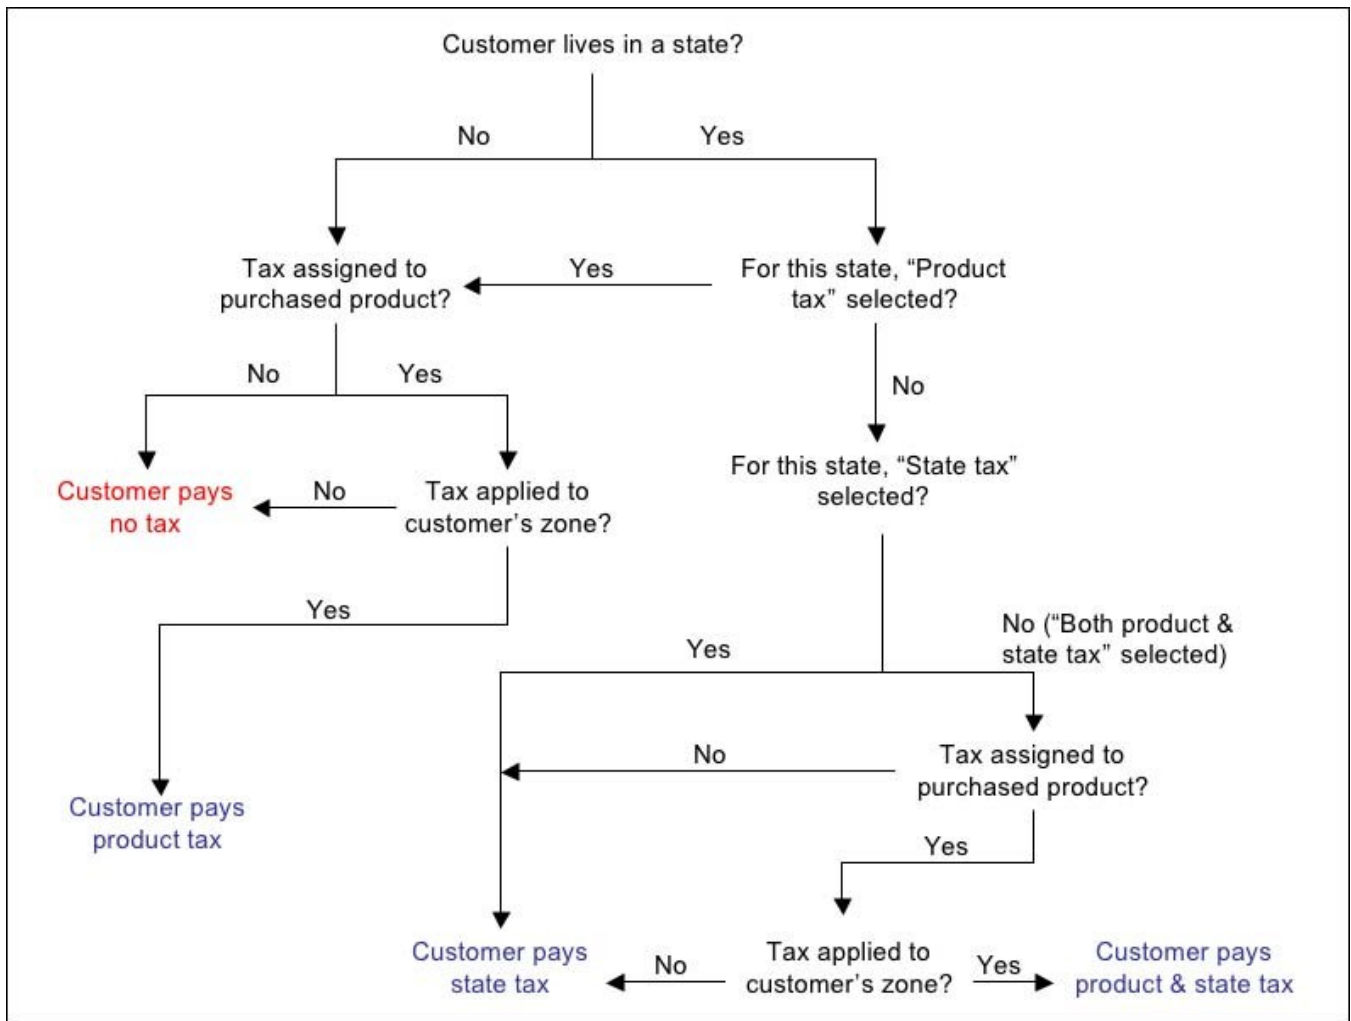 Customer lives in a state?
No
Yes
Tax assigned to
purchased product?
Yes
For this state, “Product
tax” selected?
No
Yes
No
Customer pays
no tax
No
Tax applied to
customer’s zone?
For this state, “State tax”
selected?
Yes
Yes
No (“Both product &
state tax” selected)
No
Tax assigned to
purchased product?
Customer pays
product tax
Yes
Customer pays
state tax
No
Tax applied to
customer’s zone?
Yes
Customer pays
product & state tax